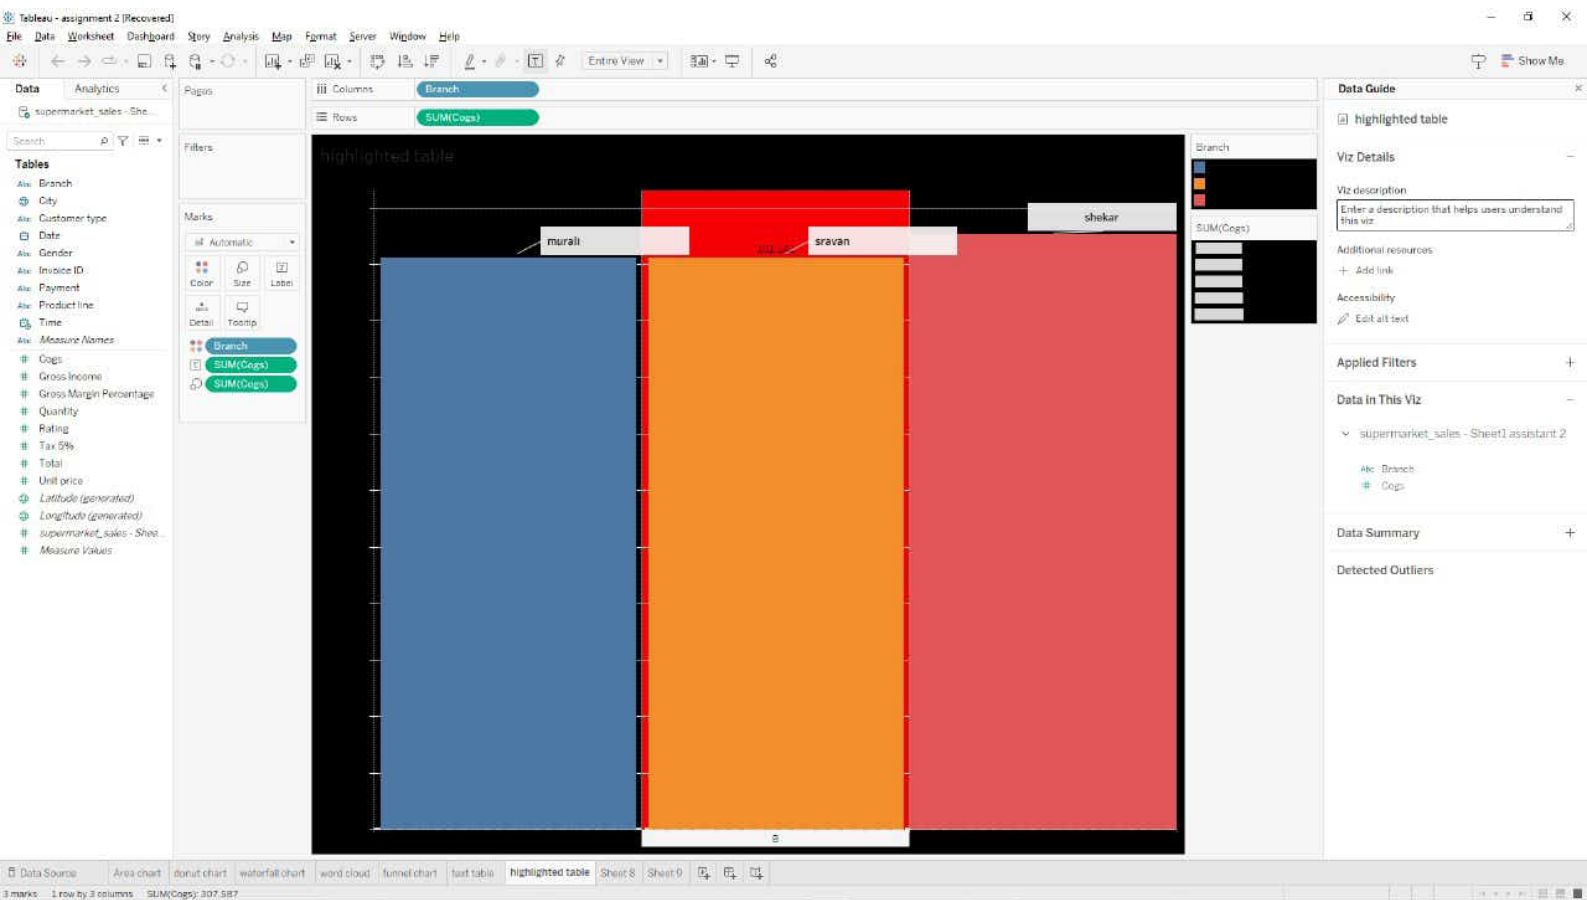 Tableau - assignment 2 [Recovered]
File Data Worksheet Dashboard Story Analysis Map Format Server Window Help
Entire View
Show Me
Data Analytics
supermarket_sales - She...
Search
Tables
Abc Branch
City
Abc Customer type
Date
Abc Gender
Abc Invoice ID
Abc Payment
Abc Product line
Time
Abc Measure Names
# Cogs
# Gross Income
# Gross Margin Percentage
# Quantity
# Rating
# Tax 5%
# Total
# Unit price
Latitude (generated)
Longitude (generated)
# supermarket_sales - Shee...
# Measure Values
Pages
Filters
Marks
Automatic
Color Size Label
Detail Tooltip
Branch
SUM(Cogs)
SUM(Cogs)
Columns Branch
Rows SUM(Cogs)
highlighted table
murali
sravan
shekar
B
Branch
SUM(Cogs)
Data Guide
highlighted table
Viz Details
Viz description
Enter a description that helps users understand
this viz
Additional resources
+ Add link
Accessibility
Edit alt text
Applied Filters
Data in This Viz
supermarket_sales - Sheet1 assistant 2
Abc Branch
# Cogs
Data Summary
Detected Outliers
Data Source Area chart donut chart waterfall chart word cloud funnel chart text table highlighted table Sheet 8 Sheet 9
3 marks 1 row by 3 columns SUM(Cogs): 307,587